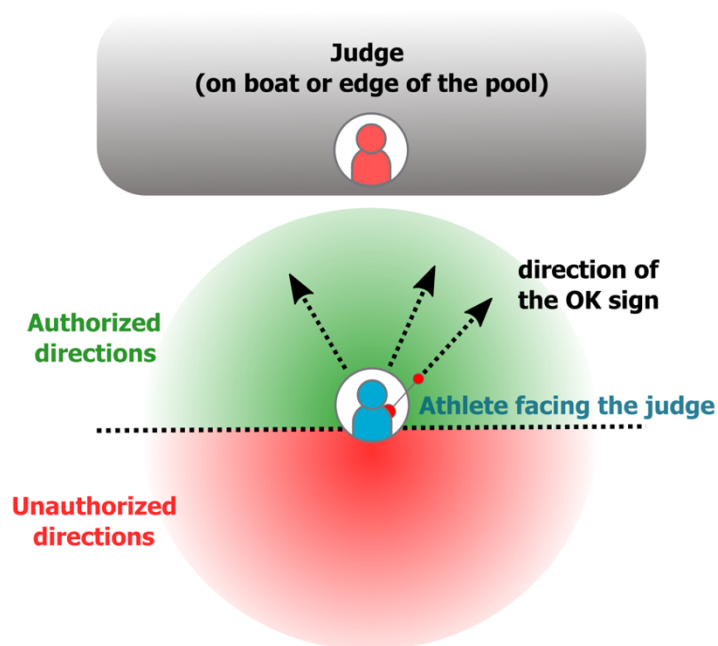 Judge
(on boat or edge of the pool)
direction of
the OK sign
Authorized
directions
Athlete facing the judge
Unauthorized
directions